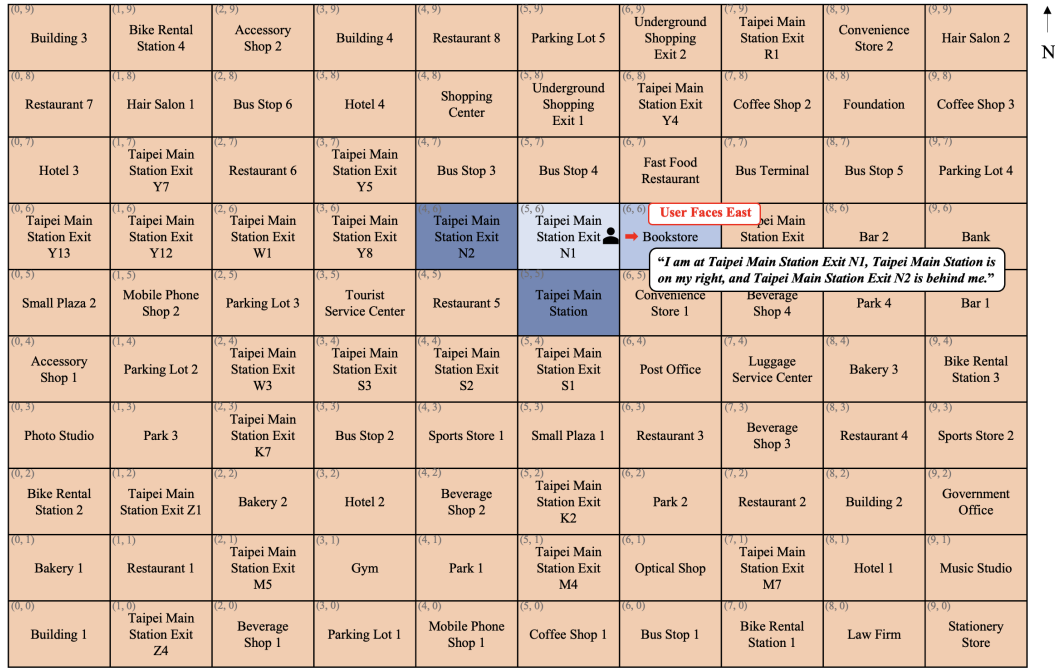 (0, 9) (1, 9) (2, 9) (3, 9) (4, 9) (5, 9) (6, 9) (7, 9) (8, 9) (9, 9)
Building 3
Bike Rental
Station 4
Accessory
Shop 2
Building 4
Restaurant 8
Parking Lot 5
Underground
Shopping
Exit 2
Taipei Main
Station Exit
R1
Convenience
Store 2
Hair Salon 2
N
(0, 8) (1, 8) (2, 8) (3, 8) (4, 8) (5, 8) (6, 8) (7, 8) (8, 8) (9, 8)
Restaurant 7
Hair Salon 1
Bus Stop 6
Hotel 4
Shopping
Center
Underground
Shopping
Exit 1
Taipei Main
Station Exit
Y4
Coffee Shop 2
Foundation
Coffee Shop 3
(0, 7) (1, 7) (2, 7) (3, 7) (4, 7) (5, 7) (6, 7) (7, 7) (8, 7) (9, 7)
Hotel 3
Taipei Main
Station Exit
Y7
Restaurant 6
Taipei Main
Station Exit
Y5
Bus Stop 3
Bus Stop 4
Fast Food
Restaurant
Bus Terminal
Bus Stop 5
Parking Lot 4
(0, 6) (1, 6) (2, 6) (3, 6) (4, 6) (5, 6) (6, 6) (8, 6) (9, 6)
Taipei Main
Station Exit
Y13
Taipei Main
Station Exit
Y12
Taipei Main
Station Exit
W1
Taipei Main
Station Exit
Y8
Taipei Main
Station Exit
N2
Taipei Main
Station Exit
N1
User Faces East
Bookstore
Main
Station Exit
Bar 2
Bank
“I am at Taipei Main Station Exit N1, Taipei Main Station is
on my right, and Taipei Main Station Exit N2 is behind me.”
(0, 5) (1, 5) (2, 5) (3, 5) (4, 5) (5, 5) (6, 5)
Small Plaza 2
Mobile Phone
Shop 2
Parking Lot 3
Tourist
Service Center
Restaurant 5
Taipei Main
Station
Convenience
Store 1
Beverage
Shop 4
Park 4
Bar 1
(0, 4) (1, 4) (2, 4) (3, 4) (4, 4) (5, 4) (6, 4) (7, 4) (8, 4) (9, 4)
Accessory
Shop 1
Parking Lot 2
Taipei Main
Station Exit
W3
Taipei Main
Station Exit
S3
Taipei Main
Station Exit
S2
Taipei Main
Station Exit
S1
Post Office
Luggage
Service Center
Bakery 3
Bike Rental
Station 3
(0, 3) (1, 3) (2, 3) (3, 3) (4, 3) (5, 3) (6, 3) (7, 3) (8, 3) (9, 3)
Photo Studio
Park 3
Taipei Main
Station Exit
K7
Bus Stop 2
Sports Store 1
Small Plaza 1
Restaurant 3
Beverage
Shop 3
Restaurant 4
Sports Store 2
(0, 2) (1, 2) (2, 2) (3, 2) (4, 2) (5, 2) (6, 2) (7, 2) (8, 2) (9, 2)
Bike Rental
Station 2
Taipei Main
Station Exit Z1
Bakery 2
Hotel 2
Beverage
Shop 2
Taipei Main
Station Exit
K2
Park 2
Restaurant 2
Building 2
Government
Office
(0, 1) (1, 1) (2, 1) (3, 1) (4, 1) (5, 1) (6, 1) (7, 1) (8, 1) (9, 1)
Bakery 1
Restaurant 1
Taipei Main
Station Exit
M5
Gym
Park 1
Taipei Main
Station Exit
M4
Optical Shop
Taipei Main
Station Exit
M7
Hotel 1
Music Studio
(0, 0) (1, 0) (2, 0) (3, 0) (4, 0) (5, 0) (6, 0) (7, 0) (8, 0) (9, 0)
Building 1
Taipei Main
Station Exit
Z4
Beverage
Shop 1
Parking Lot 1
Mobile Phone
Shop 1
Coffee Shop 1
Bus Stop 1
Bike Rental
Station 1
Law Firm
Stationery
Store